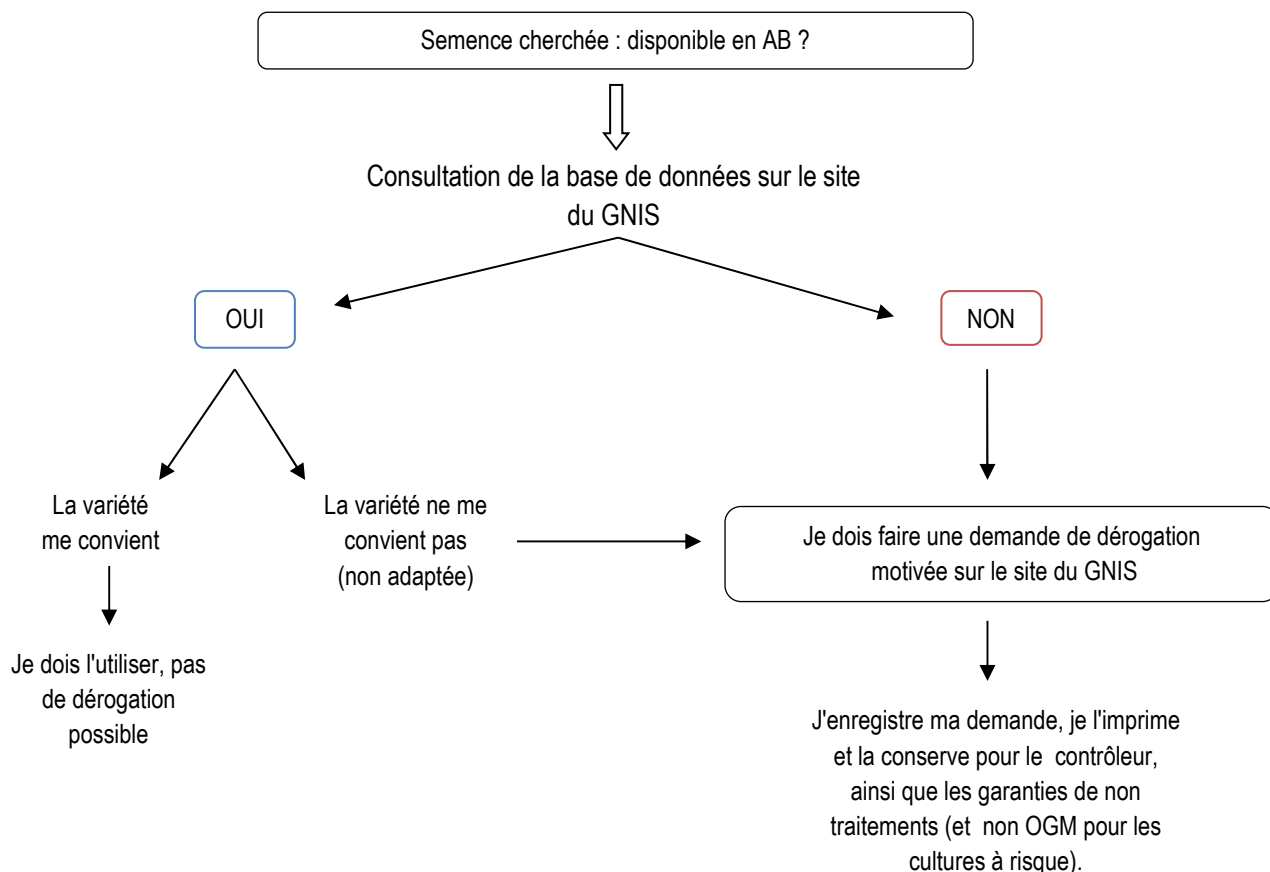 Semence cherchée : disponible en AB ?
Consultation de la base de données sur le site
du GNIS
OUI
NON
La variété
me convient
La variété ne me
convient pas
(non adaptée)
Je dois faire une demande de dérogation
motivée sur le site du GNIS
Je dois l'utiliser, pas
de dérogation
possible
J'enregistre ma demande, je l'imprime
et la conserve pour le contrôleur,
ainsi que les garanties de non
traitements (et non OGM pour les
cultures à risque).